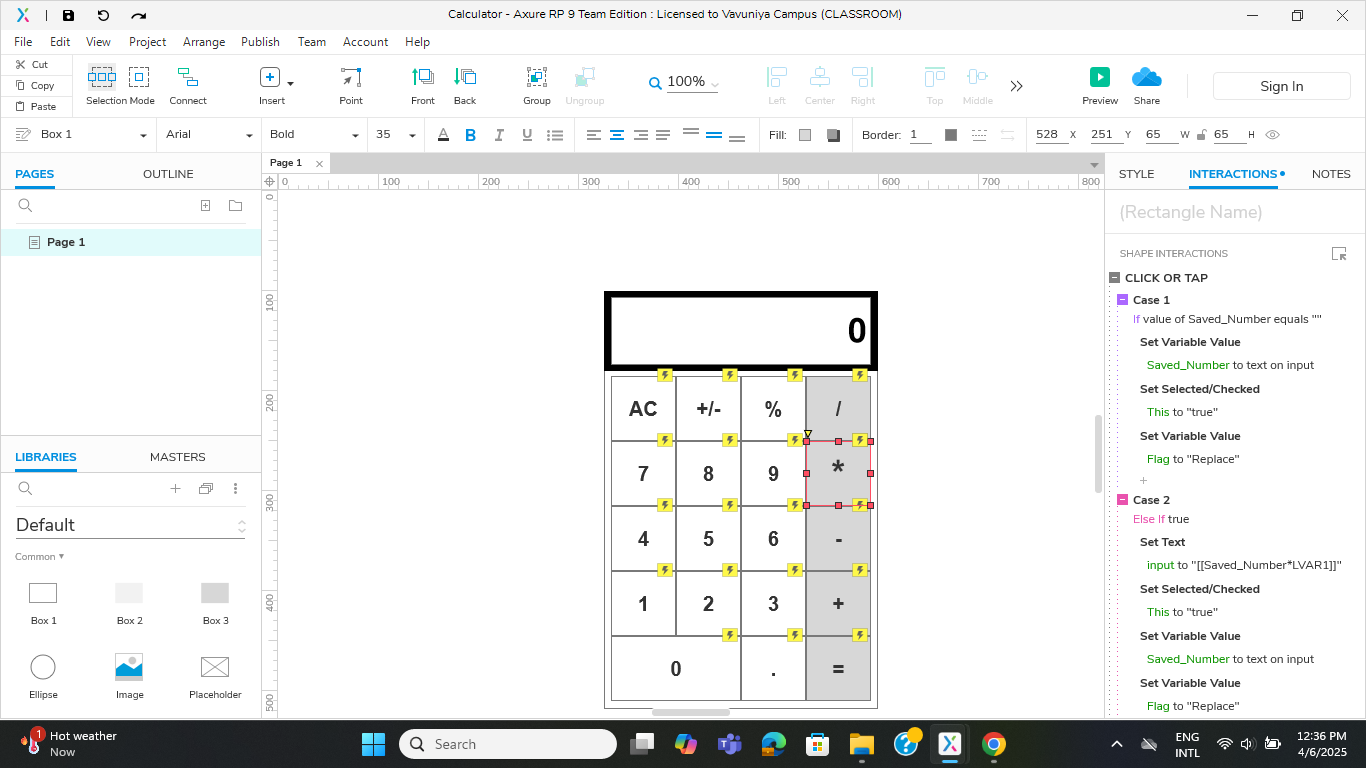 Calculator - Axure RP 9 Team Edition : Licensed to Vavuniya Campus (CLASSROOM)
File Edit View Project Arrange Publish Team Account Help
Cut
Copy
Paste
Selection Mode Connect Insert Point Front Back Group Ungroup 100% Left Center Right Top Middle Preview Share Sign In
Box 1 Arial Bold 35 A B I U Fill: Border: 1 528 X 251 Y 65 W 65 H
PAGES OUTLINE
Page 1
Page 1
0 100 200 300 400 500 600 700 800
0
100
200
300
400
500
0
AC +/- % /
7 8 9 *
4 5 6 -
1 2 3 +
0 . =
LIBRARIES MASTERS
Default
Common
Box 1 Box 2 Box 3
Ellipse Image Placeholder
STYLE INTERACTIONS NOTES
(Rectangle Name)
SHAPE INTERACTIONS
CLICK OR TAP
Case 1
If value of Saved_Number equals ""
Set Variable Value
Saved_Number to text on input
Set Selected/Checked
This to "true"
Set Variable Value
Flag to "Replace"
+
Case 2
Else If true
Set Text
input to "[[Saved_Number*LVAR1]]"
Set Selected/Checked
This to "true"
Set Variable Value
Saved_Number to text on input
Set Variable Value
Flag to "Replace"
1
Hot weather
Now
Search
ENG
INTL
12:36 PM
4/6/2025